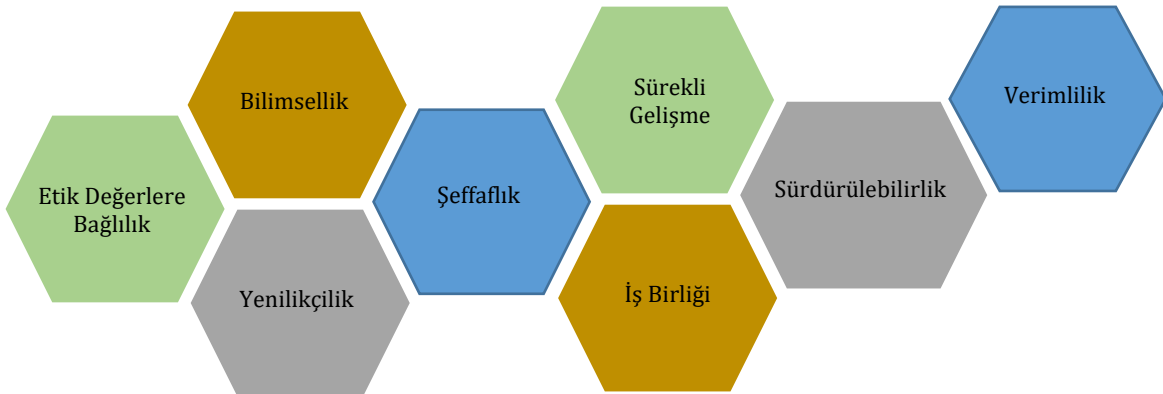 Etik Değerlere
Bağlılık
Bilimsellik
Yenilikçilik
Şeffaflık
Sürekli
Gelişme
İş Birliği
Sürdürülebilirlik
Verimlilik